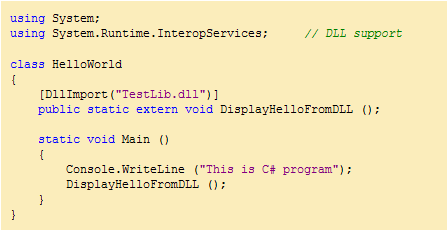 using System;
using System.Runtime.InteropServices;     // DLL support

class HelloWorld
{
    [DllImport("TestLib.dll")]
    public static extern void DisplayHelloFromDLL ();

    static void Main ()
    {
        Console.WriteLine ("This is C# program");
        DisplayHelloFromDLL ();
    }
}